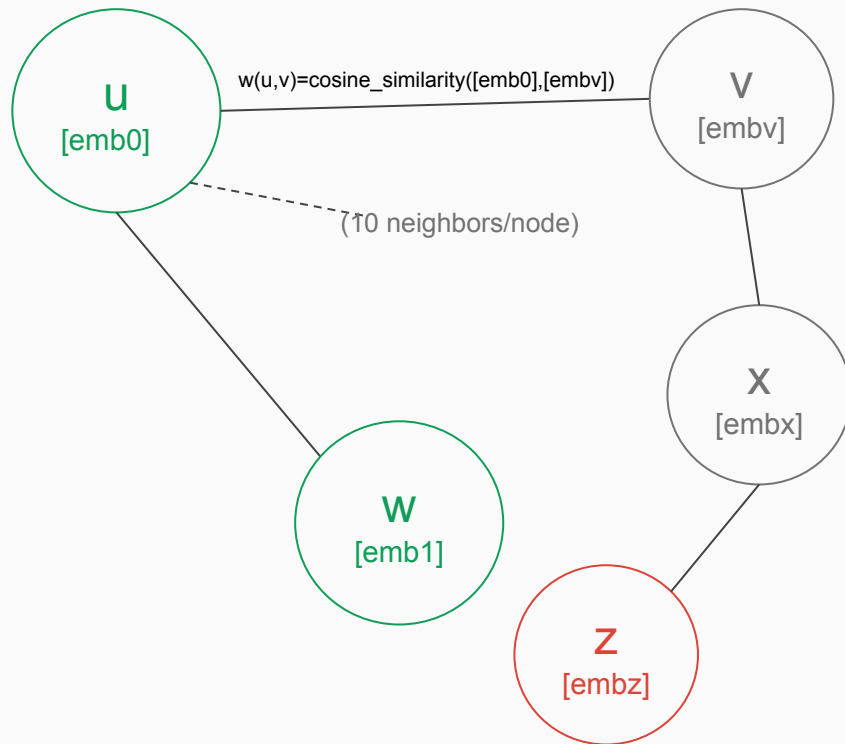 u
[emb0]
w(u,v)=cosine_similarity([emb0],[embv])
v
[embv]
(10 neighbors/node)
x
[embx]
w
[emb1]
z
[embz]